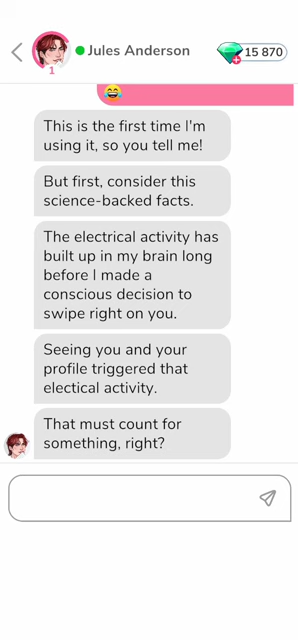 Jules Anderson
15 870
1
😂
This is the first time I'm
using it, so you tell me!
But first, consider this
science-backed facts.
The electrical activity has
built up in my brain long
before I made a
conscious decision to
swipe right on you.
Seeing you and your
profile triggered that
electical activity.
That must count for
something, right?